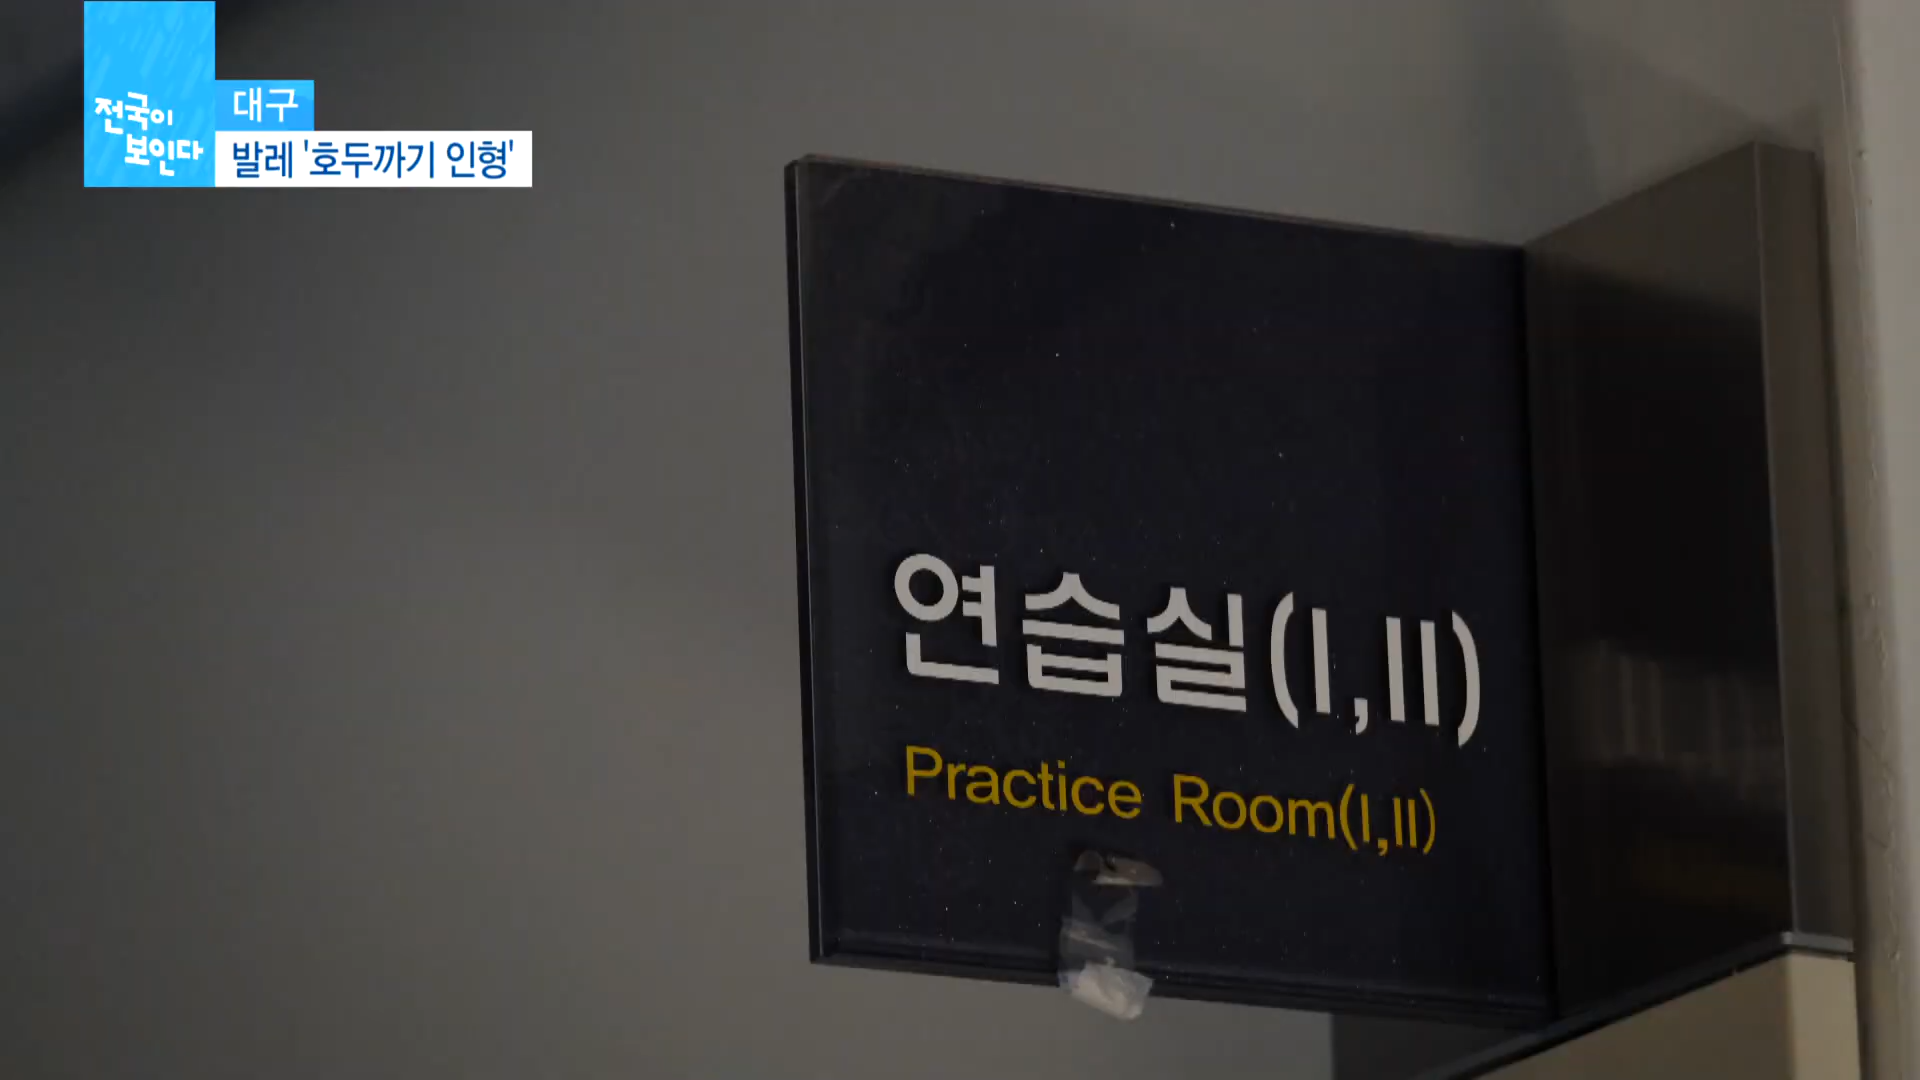 전국이
보인다
대구
발레 '호두까기 인형'
연습실(I,II)
Practice Room(I,II)